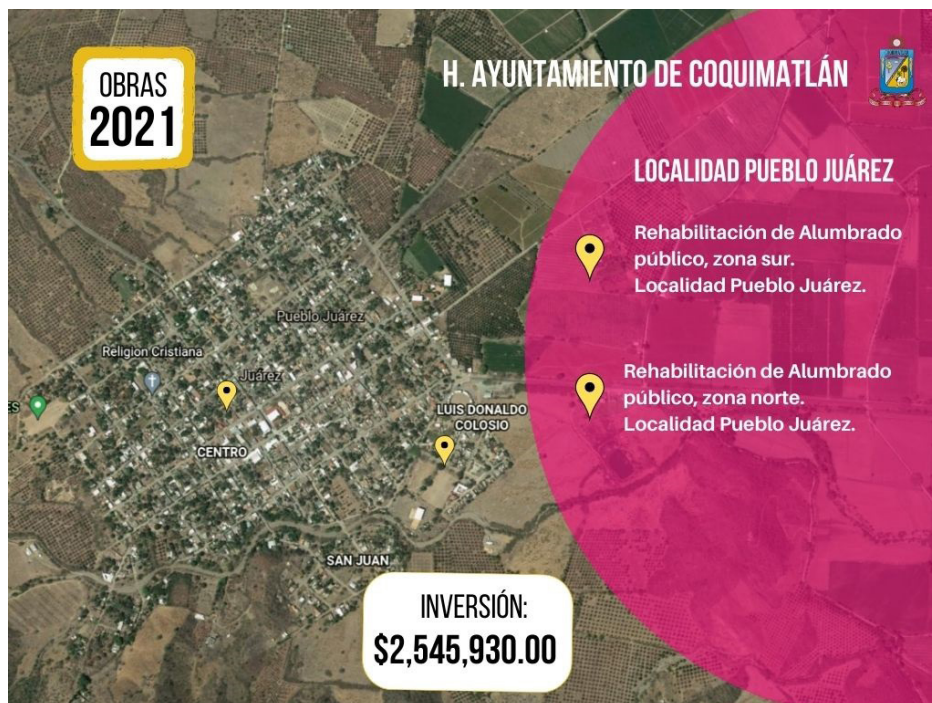 OBRAS
2021
H. AYUNTAMIENTO DE COQUIMATLÁN
LOCALIDAD PUEBLO JUÁREZ
Rehabilitación de Alumbrado
público, zona sur.
Localidad Pueblo Juárez.
Rehabilitación de Alumbrado
público, zona norte.
Localidad Pueblo Juárez.
Pueblo Juárez
Religion Cristiana
Juárez
ES
LUIS DONALDO
COLOSIO
CENTRO
SAN JUAN
INVERSIÓN:
$2,545,930.00